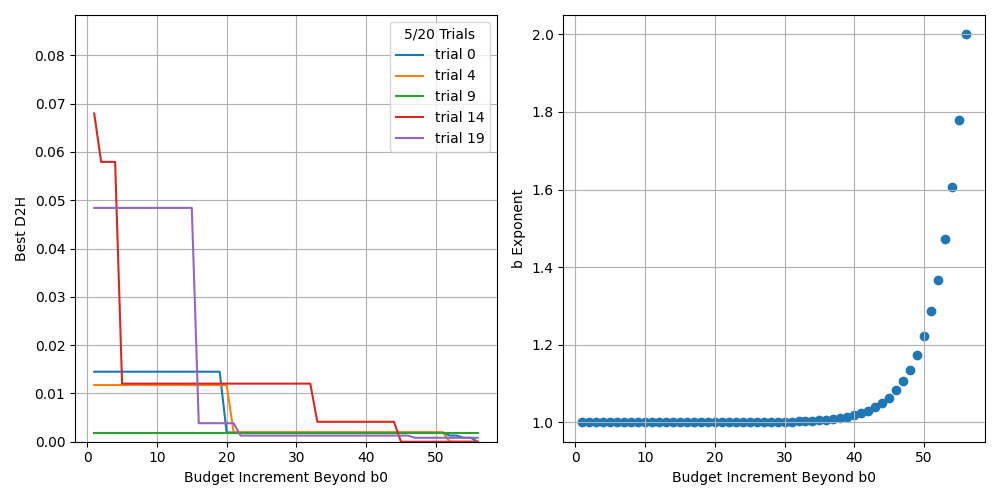 5/20 Trials
trial 0
trial 4
trial 9
trial 14
trial 19
Best D2H
0.08
0.07
0.06
0.05
0.04
0.03
0.02
0.01
0.00
0 10 20 30 40 50
Budget Increment Beyond b0
b Exponent
2.0
1.8
1.6
1.4
1.2
1.0
0 10 20 30 40 50
Budget Increment Beyond b0